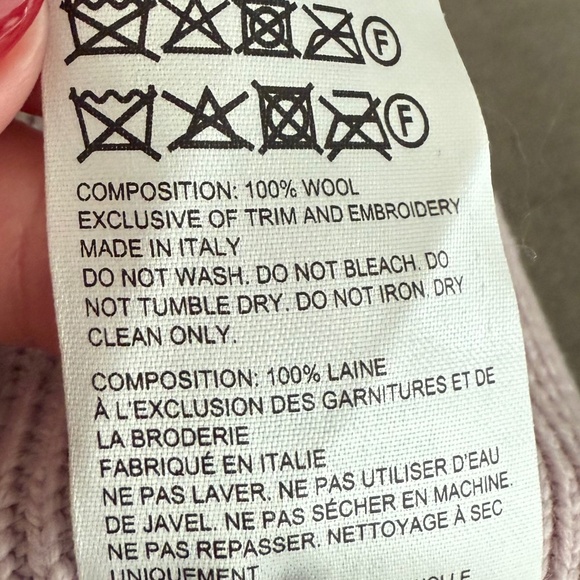 F
F
COMPOSITION: 100% WOOL
EXCLUSIVE OF TRIM AND EMBROIDERY
MADE IN ITALY
DO NOT WASH. DO NOT BLEACH. DO
NOT TUMBLE DRY. DO NOT IRON. DRY
CLEAN ONLY.
COMPOSITION: 100% LAINE
À L'EXCLUSION DES GARNITURES ET DE
LA BRODERIE
FABRIQUÉ EN ITALIE
NE PAS LAVER. NE PAS UTILISER D'EAU
DE JAVEL. NE PAS SÉCHER EN MACHINE.
NE PAS REPASSER. NETTOYAGE À SEC
UNIQUEMENT